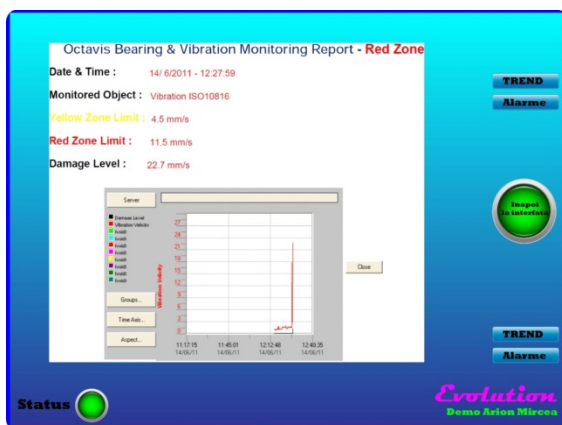 Octavis Bearing & Vibration Monitoring Report - Red Zone
Date & Time : 14/ 6/2011 - 12:27:59
Monitored Object : Vibration ISO10816
Yellow Zone Limit : 4.5 mm/s
Red Zone Limit : 11.5 mm/s
Damage Level : 22.7 mm/s
Server
Damage Level
Vibration Velocity
Groups...
Time Axis...
Aspect...
Vibration Velocity
27
24
21
18
15
12
9
6
3
0
11:17:15 11:45:01 12:12:48 12:40:35
14/06/11 14/06/11 14/06/11 14/06/11
Close
TREND
Alarme
Inapoi
la interfata
TREND
Alarme
Status
Evolution
Demo Arion Mircea